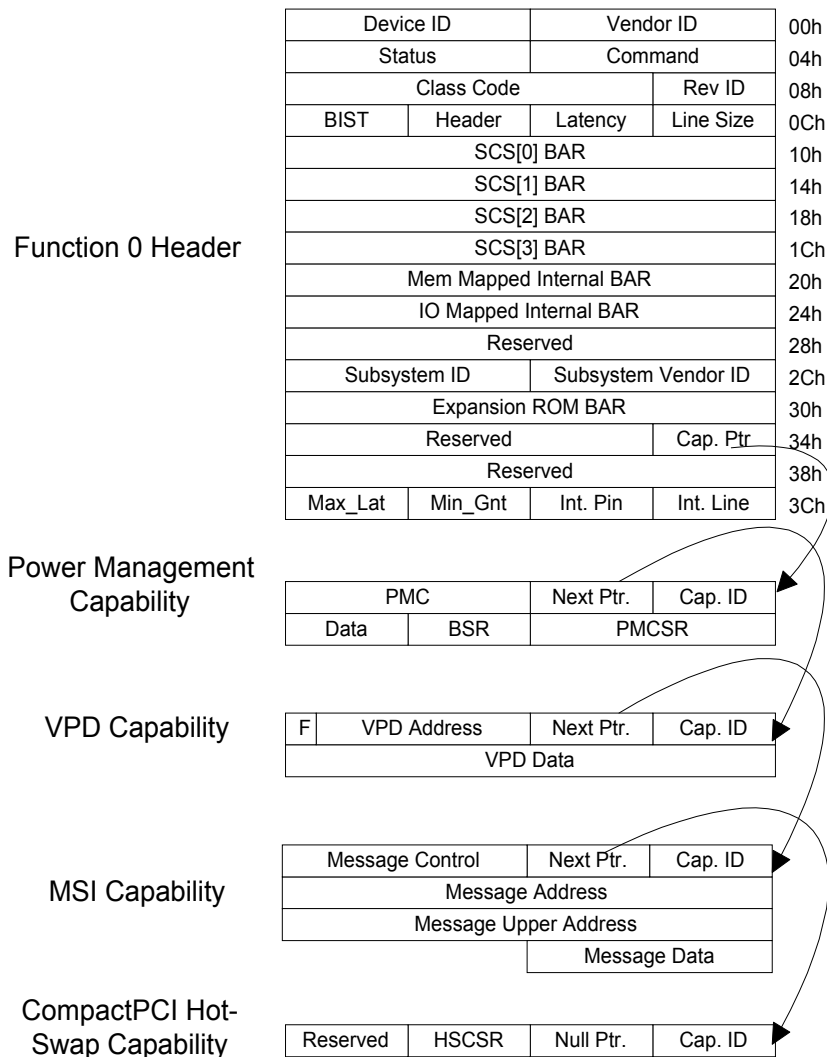 Device ID Vendor ID 00h
Status Command 04h
Class Code Rev ID 08h
BIST Header Latency Line Size 0Ch
SCS[0] BAR 10h
SCS[1] BAR 14h
SCS[2] BAR 18h
Function 0 Header SCS[3] BAR 1Ch
Mem Mapped Internal BAR 20h
IO Mapped Internal BAR 24h
Reserved 28h
Subsystem ID Subsystem Vendor ID 2Ch
Expansion ROM BAR 30h
Reserved Cap. Ptr 34h
Reserved 38h
Max_Lat Min_Gnt Int. Pin Int. Line 3Ch
Power Management
Capability
PMC Next Ptr. Cap. ID
Data BSR PMCSR
VPD Capability
F VPD Address Next Ptr. Cap. ID
VPD Data
MSI Capability
Message Control Next Ptr. Cap. ID
Message Address
Message Upper Address
Message Data
CompactPCI Hot-
Swap Capability
Reserved HSCSR Null Ptr. Cap. ID